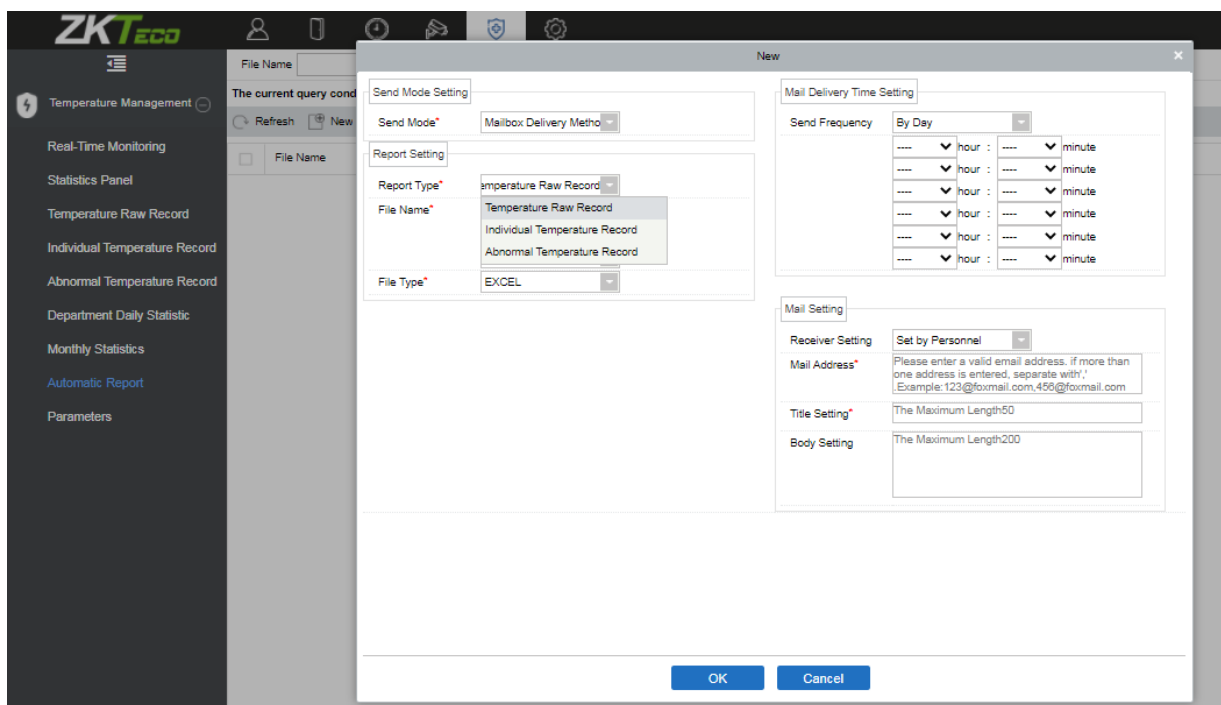 ZKTECO
File Name
The current query cond
Refresh New
File Name
Temperature Management
Real-Time Monitoring
Statistics Panel
Temperature Raw Record
Individual Temperature Record
Abnormal Temperature Record
Department Daily Statistic
Monthly Statistics
Automatic Report
Parameters
New
Send Mode Setting
Send Mode* Mailbox Delivery Metho
Report Setting
Report Type* emperature Raw Record
File Name*
Temperature Raw Record
Individual Temperature Record
Abnormal Temperature Record
File Type* EXCEL
Mail Delivery Time Setting
Send Frequency By Day
---- hour : ---- minute
---- hour : ---- minute
---- hour : ---- minute
---- hour : ---- minute
---- hour : ---- minute
---- hour : ---- minute
Mail Setting
Receiver Setting Set by Personnel
Mail Address* Please enter a valid email address. if more than
one address is entered, separate with','
.Example:123@foxmail.com,456@foxmail.com
Title Setting* The Maximum Length50
Body Setting The Maximum Length200
OK Cancel